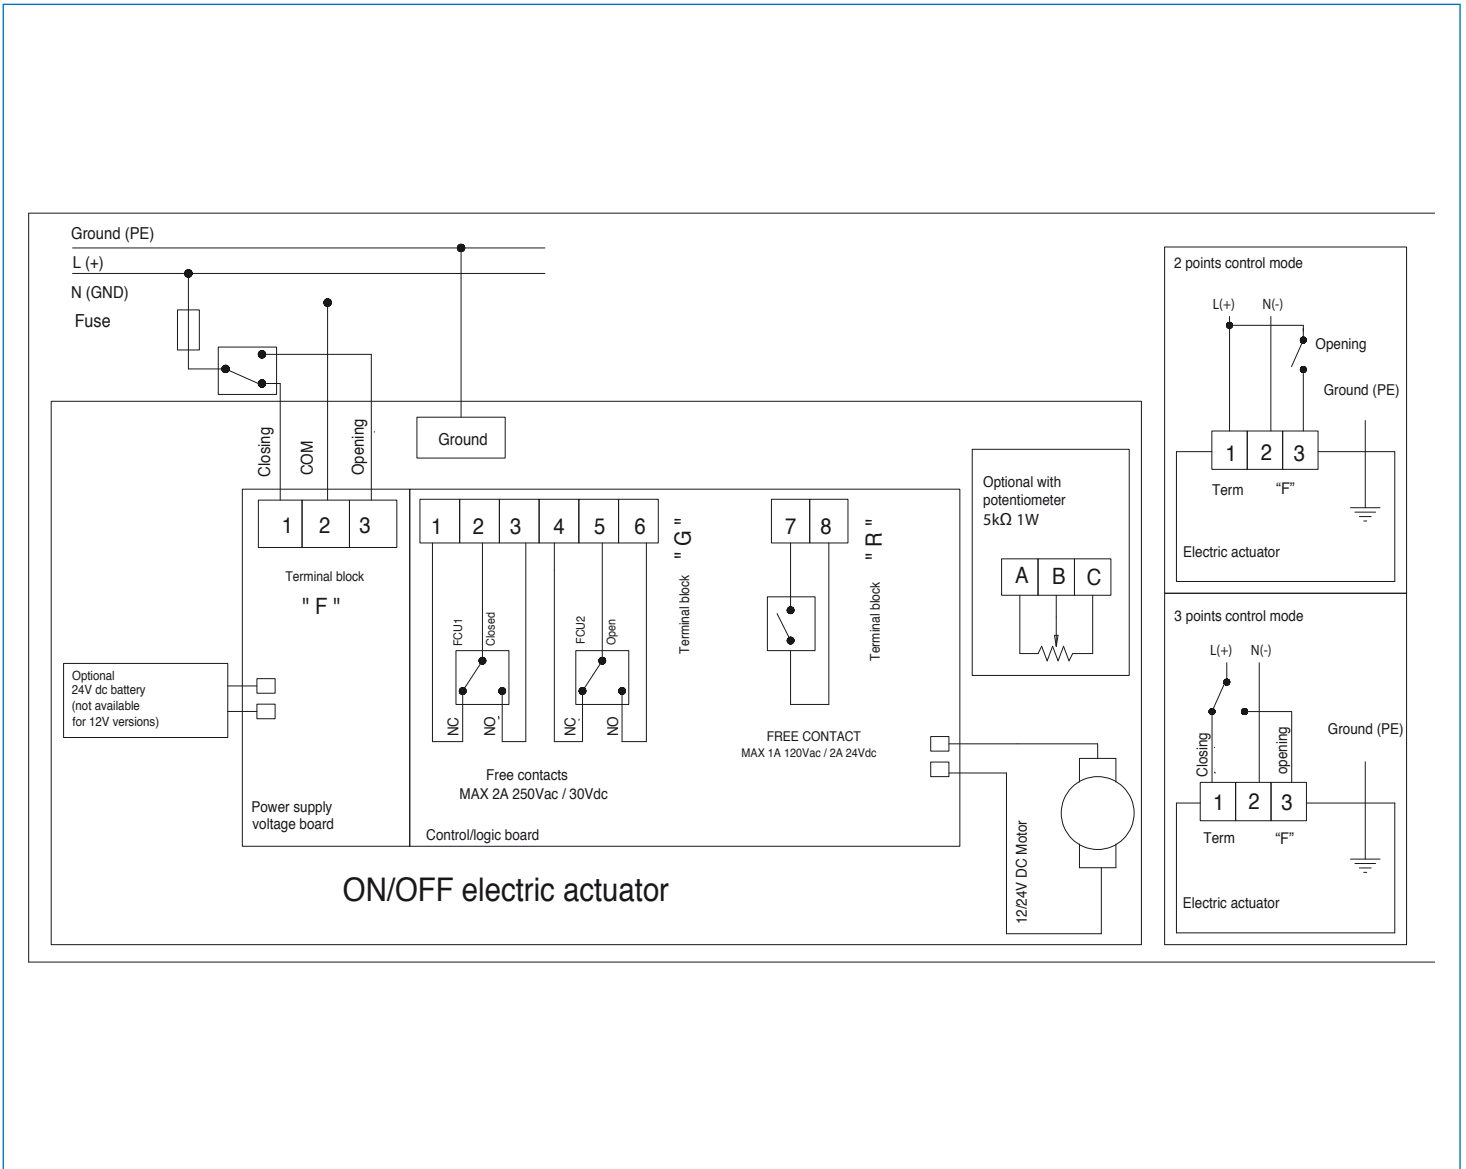 Ground (PE)
L (+)
N (GND)
Fuse
Closing
COM
Opening
Ground
1 2 3
Terminal block
" F "
Optional
24V dc battery
(not available
for 12V versions)
Power supply
voltage board
1 2 3 4 5 6
Terminal block "G"
FCU1
Closed
FCU2
Open
NC
NO
NC
NO
Free contacts
MAX 2A 250Vac / 30Vdc
Control/logic board
7 8
Terminal block "R"
FREE CONTACT
MAX 1A 120Vac / 2A 24Vdc
Optional with
potentiometer
5kΩ 1W
A B C
12/24V DC Motor
ON/OFF electric actuator
2 points control mode
L(+) N(-)
Opening
Ground (PE)
1 2 3
Term “F”
Electric actuator
3 points control mode
L(+) N(-)
Closing
opening
Ground (PE)
1 2 3
Term “F”
Electric actuator